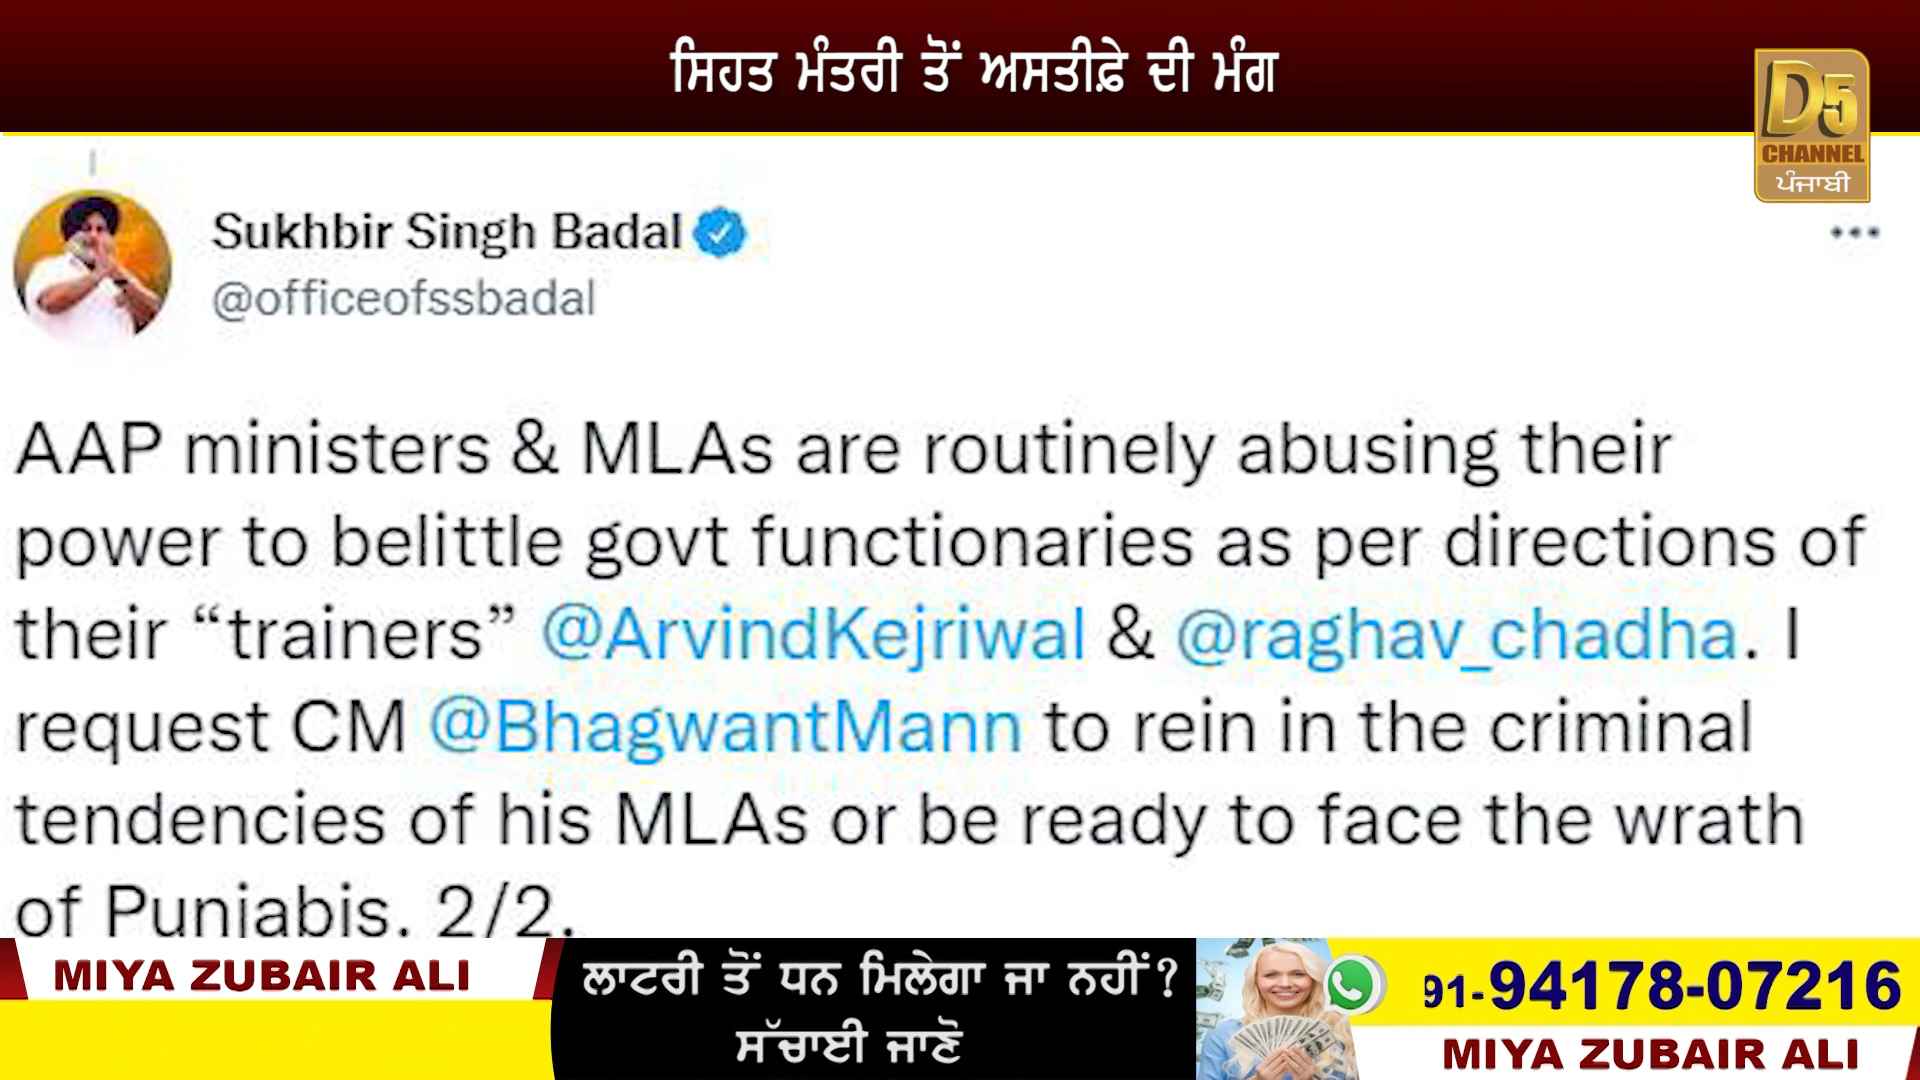 ਸਿਹਤ ਮੰਤਰੀ ਤੋਂ ਅਸਤੀਫ਼ੇ ਦੀ ਮੰਗ
D5
CHANNEL
ਪੰਜਾਬੀ
Sukhbir Singh Badal
@officeofssbadal
AAP ministers & MLAs are routinely abusing their
power to belittle govt functionaries as per directions of
their “trainers” @ArvindKejriwal & @raghav_chadha. I
request CM @BhagwantMann to rein in the criminal
tendencies of his MLAs or be ready to face the wrath
of Punjabis. 2/2.
MIYA ZUBAIR ALI
ਲਾਟਰੀ ਤੋਂ ਧਨ ਮਿਲੇਗਾ ਜਾ ਨਹੀਂ?
ਸੱਚਾਈ ਜਾਣੋ
91-94178-07216
MIYA ZUBAIR ALI